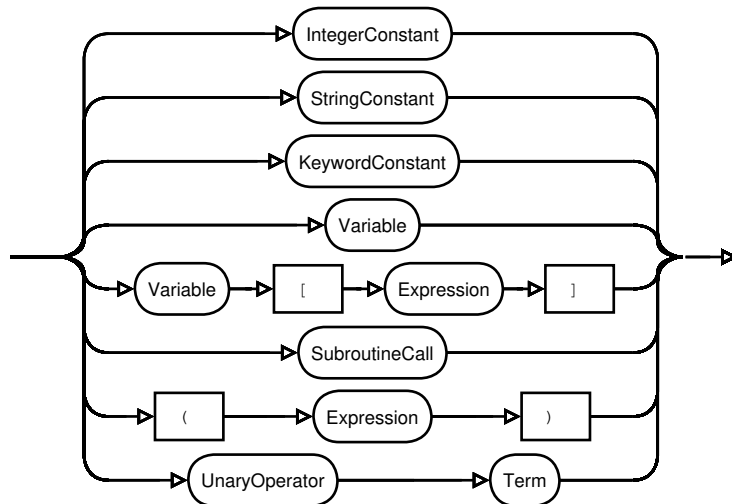 IntegerConstant
StringConstant
KeywordConstant
Variable
Variable [ Expression ]
SubroutineCall
( Expression )
UnaryOperator Term